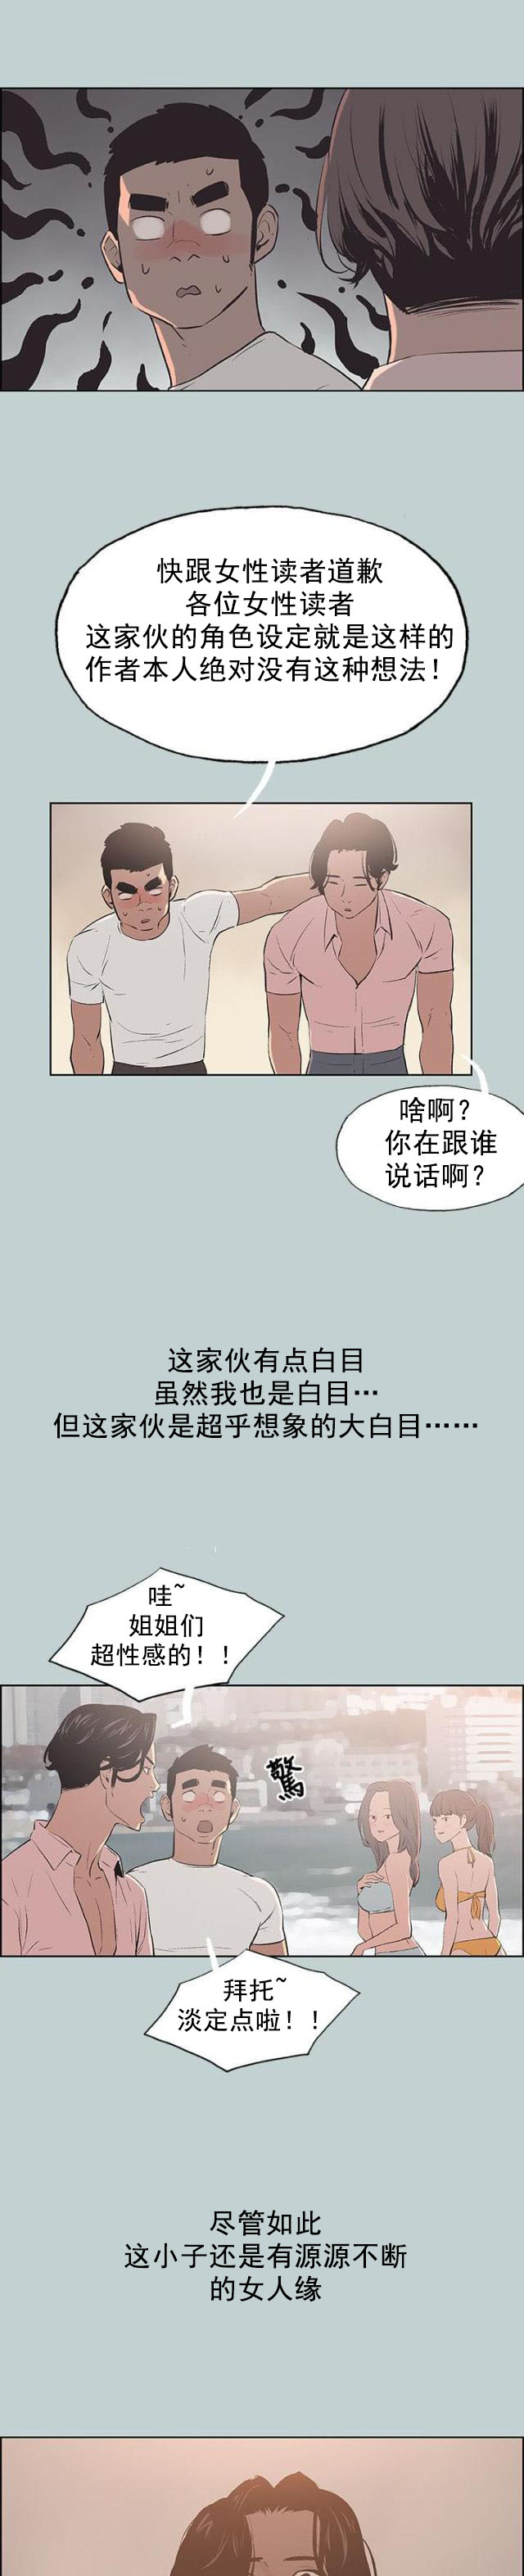 快跟女性读者道歉
各位女性读者
这家伙的角色设定就是这样的
作者本人绝对没有这种想法！
啥啊？
你在跟谁
说话啊？
这家伙有点白目
虽然我也是白目…
但这家伙是超乎想象的大白目……
哇~
姐姐们
超性感的！！
驚
拜托~
淡定点啦！！
尽管如此
这小子还是有源源不断
的女人缘